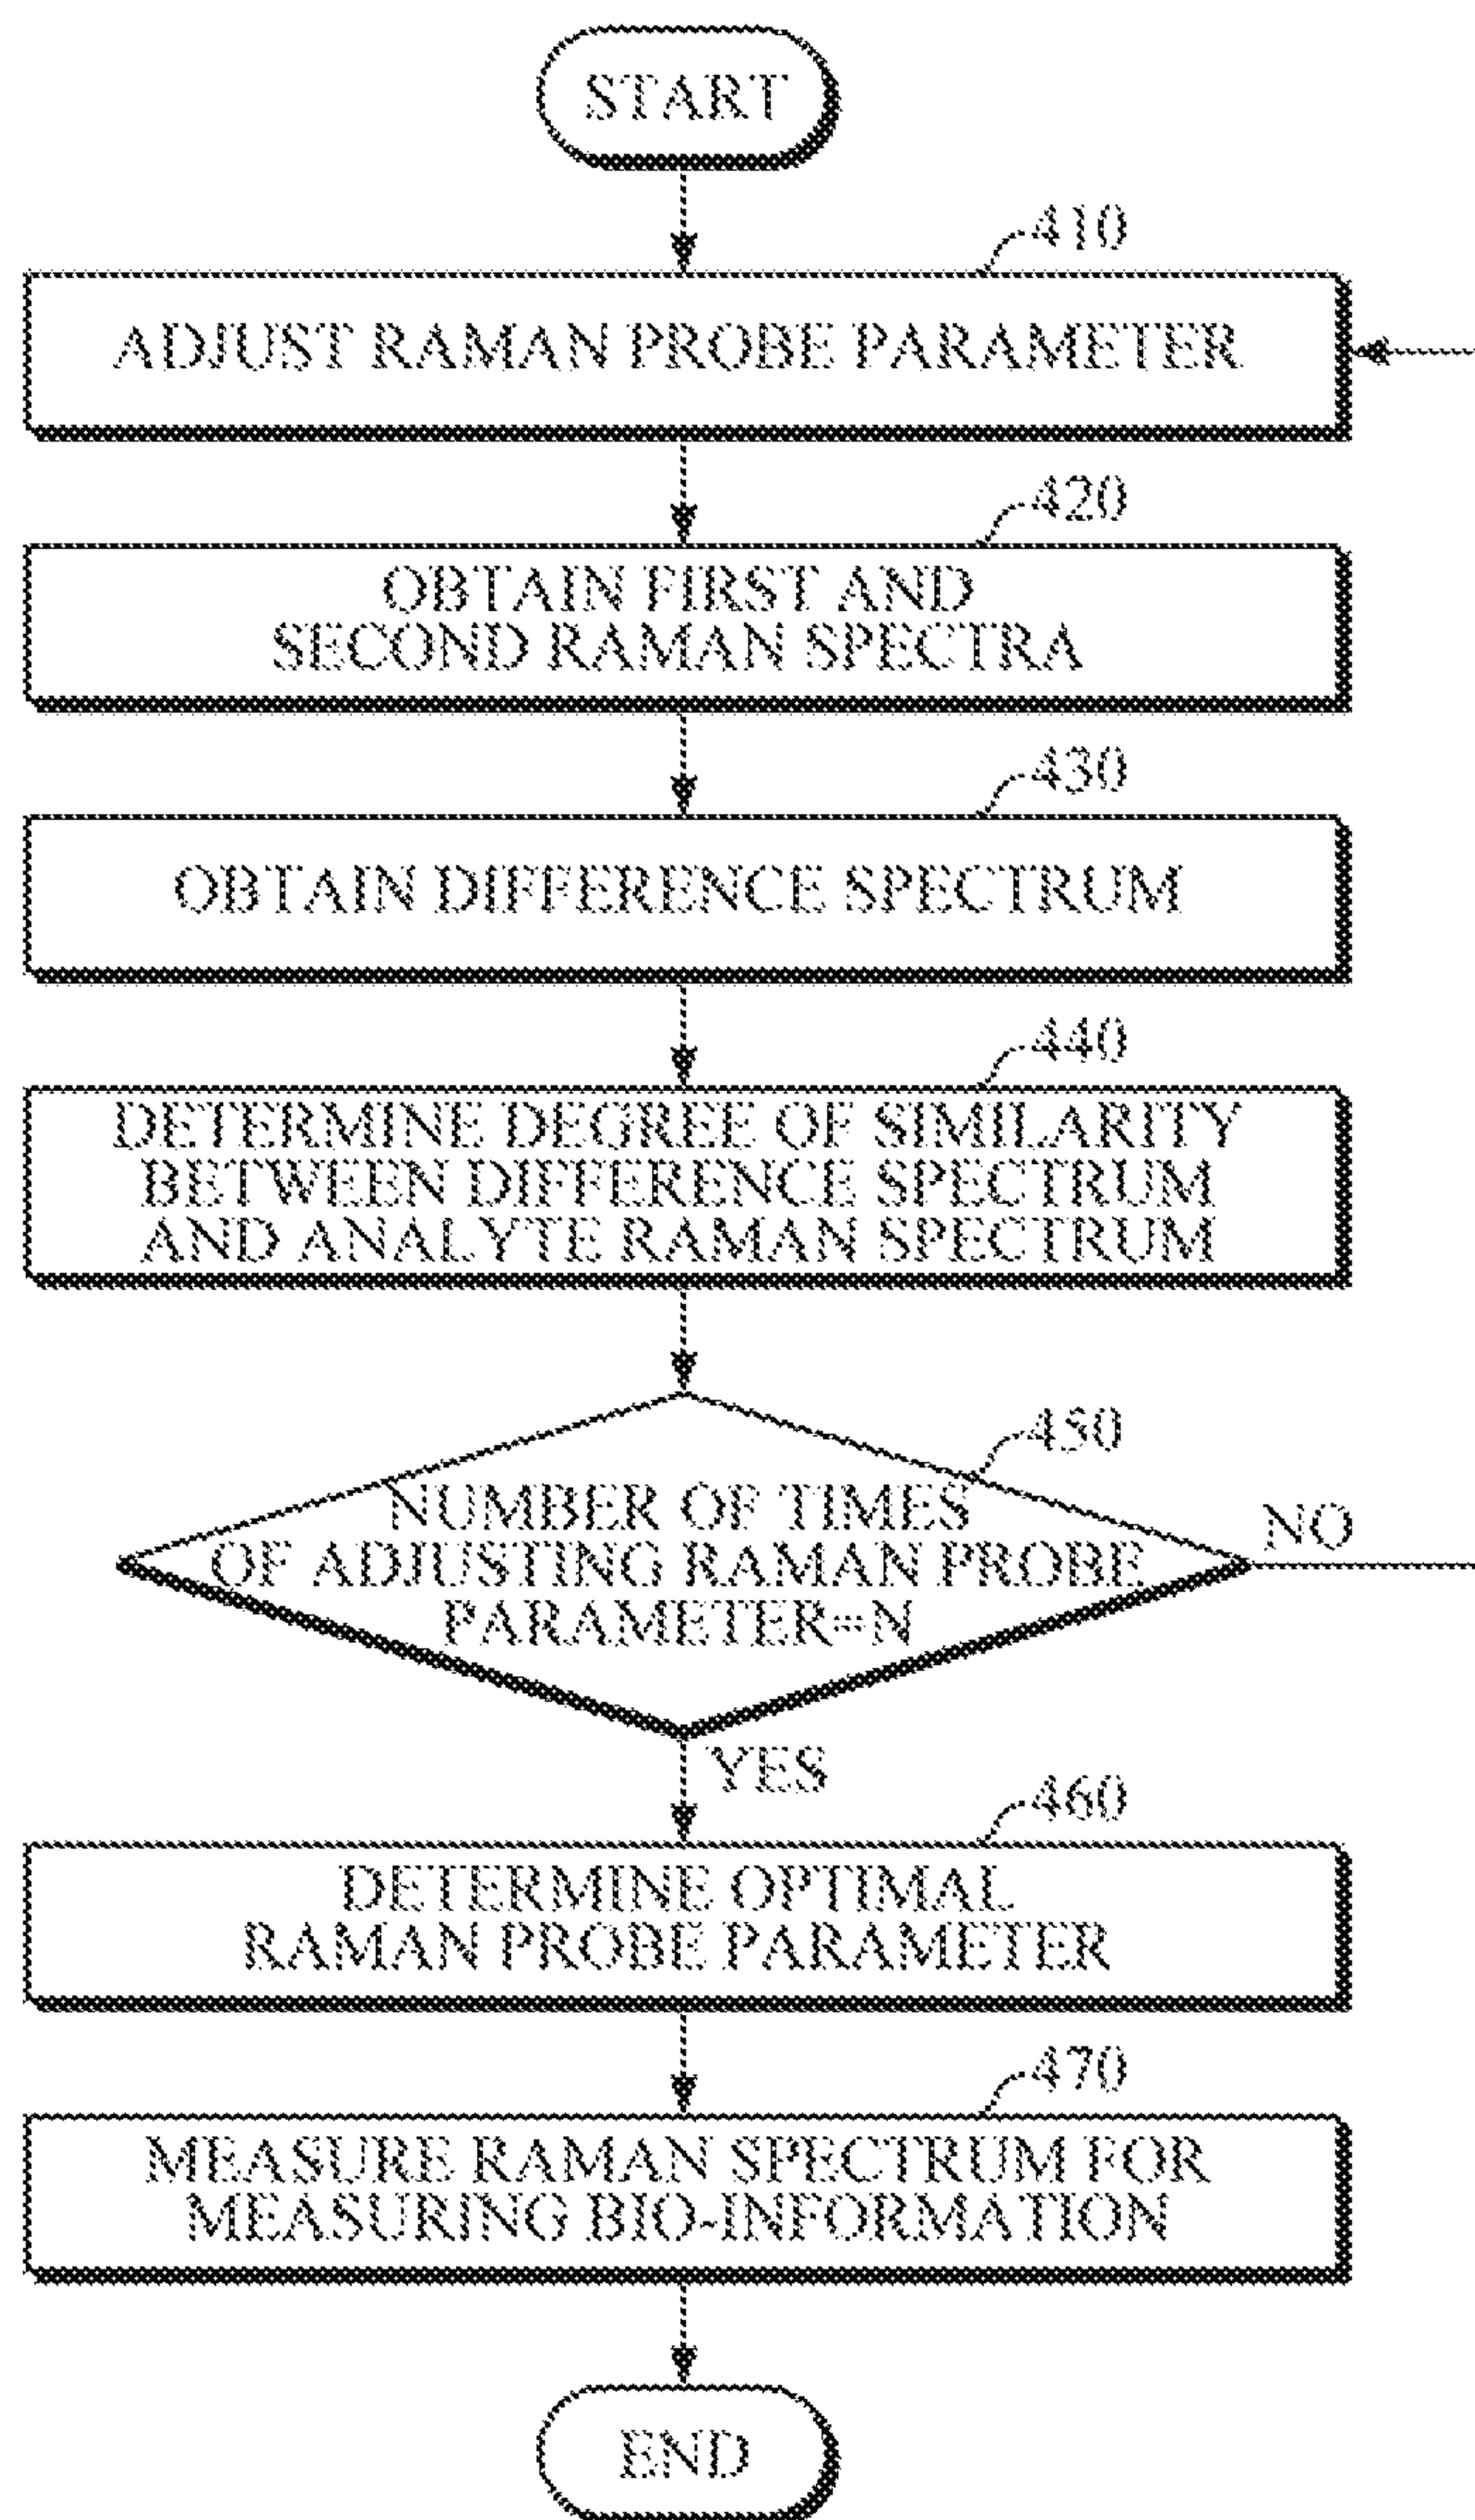 START
410
ADJUST RAMAN PROBE PARAMETER
420
OBTAIN FIRST AND
SECOND RAMAN SPECTRA
430
OBTAIN DIFFERENCE SPECTRUM
440
DETERMINE DEGREE OF SIMILARITY
BETWEEN DIFFERENCE SPECTRUM
AND ANALYTE RAMAN SPECTRUM
450
NUMBER OF TIMES
OF ADJUSTING RAMAN PROBE
PARAMETER=N
NO
YES
460
DETERMINE OPTIMAL
RAMAN PROBE PARAMETER
470
MEASURE RAMAN SPECTRUM FOR
MEASURING BIO-INFORMATION
END